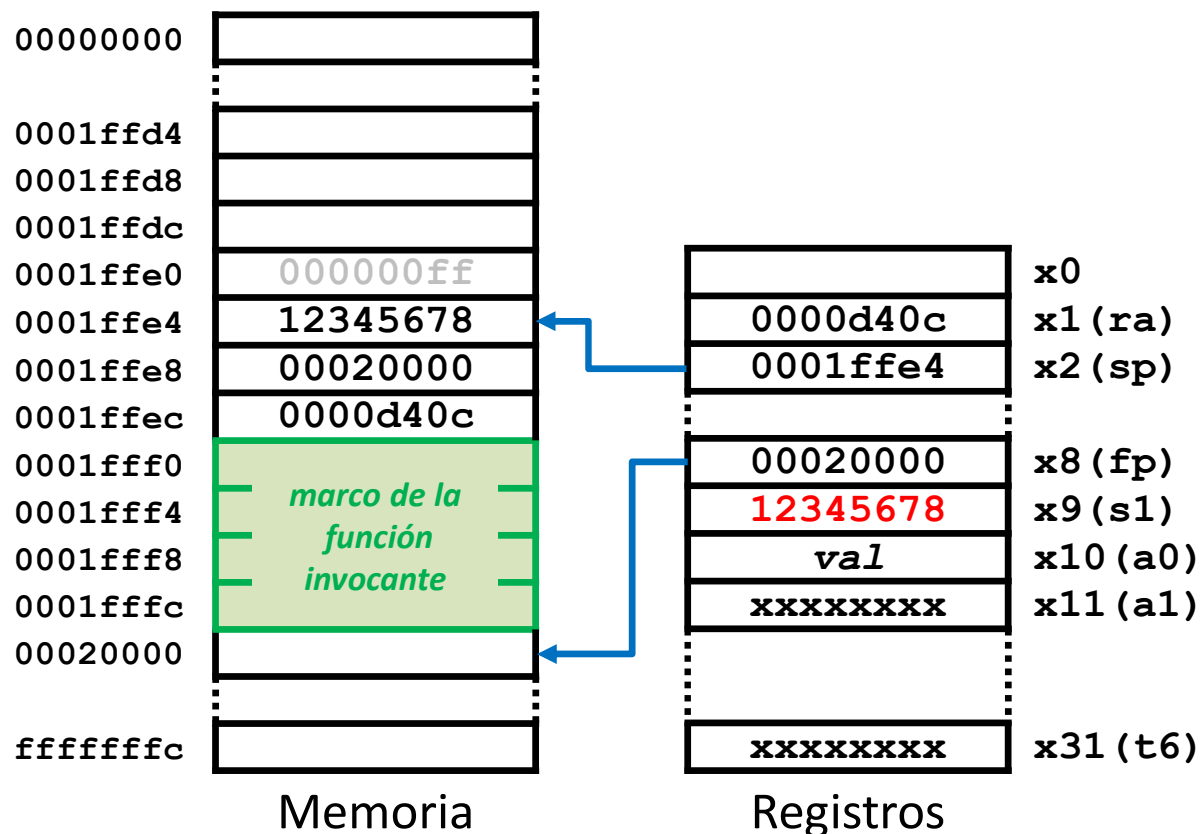 00000000
0001ffd4
0001ffd8
0001ffdc
0001ffe0 000000ff x0
0001ffe4 12345678 0000d40c x1(ra)
0001ffe8 00020000 0001ffe4 x2(sp)
0001ffec 0000d40c
0001fff0 00020000 x8(fp)
0001fff4 marco de la 12345678 x9(s1)
0001fff8 función val x10(a0)
0001fffc invocante xxxxxxxx x11(a1)
00020000
fffffffc xxxxxxxx x31(t6)
Memoria Registros